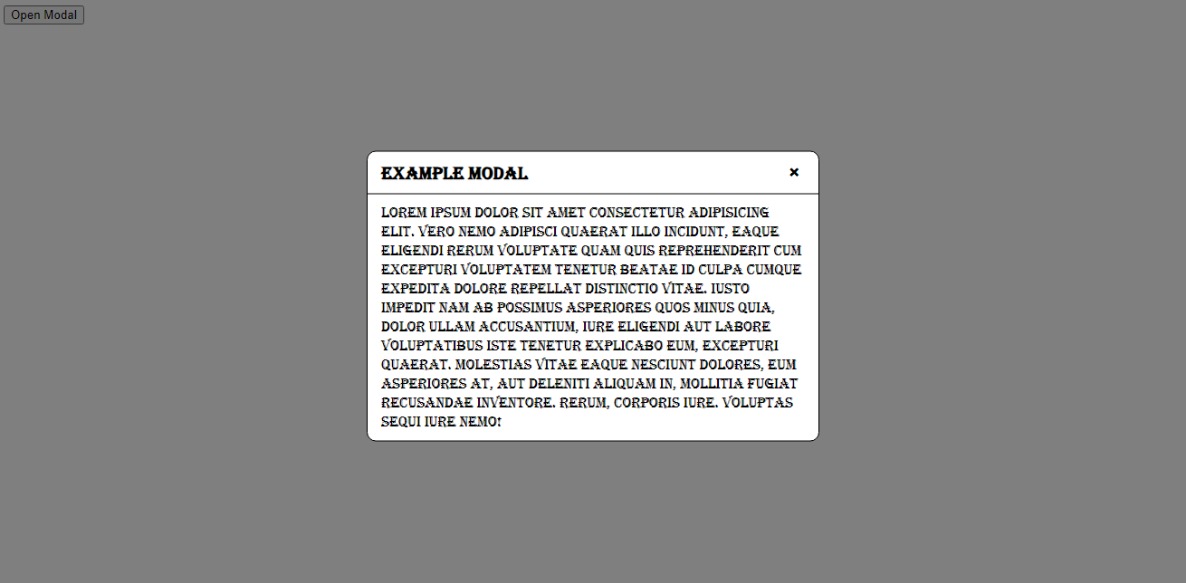 Open Modal
EXAMPLE MODAL ×
LOREM IPSUM DOLOR SIT AMET CONSECTETUR ADIPISICING
ELIT. VERO NEMO ADIPISCI QUAERAT ILLO INCIDUNT, EAQUE
ELIGENDI RERUM VOLUPTATE QUAM QUIS REPREHENDERIT CUM
EXCEPTURI VOLUPTATEM TENETUR BEATAE ID CULPA CUMQUE
EXPEDITA DOLORE REPELLAT DISTINCTIO VITAE. IUSTO
IMPEDIT NAM AB POSSIMUS ASPERIORES QUOS MINUS QUIA,
DOLOR ULLAM ACCUSANTIUM, IURE ELIGENDI AUT LABORE
VOLUPTATIBUS ISTE TENETUR EXPLICABO EUM, EXCEPTURI
QUAERAT. MOLESTIAS VITAE EAQUE NESCIUNT DOLORES, EUM
ASPERIORES AT, AUT DELENITI ALIQUAM IN, MOLLITIA FUGIAT
RECUSANDAE INVENTORE. RERUM, CORPORIS IURE. VOLUPTAS
SEQUI IURE NEMO!